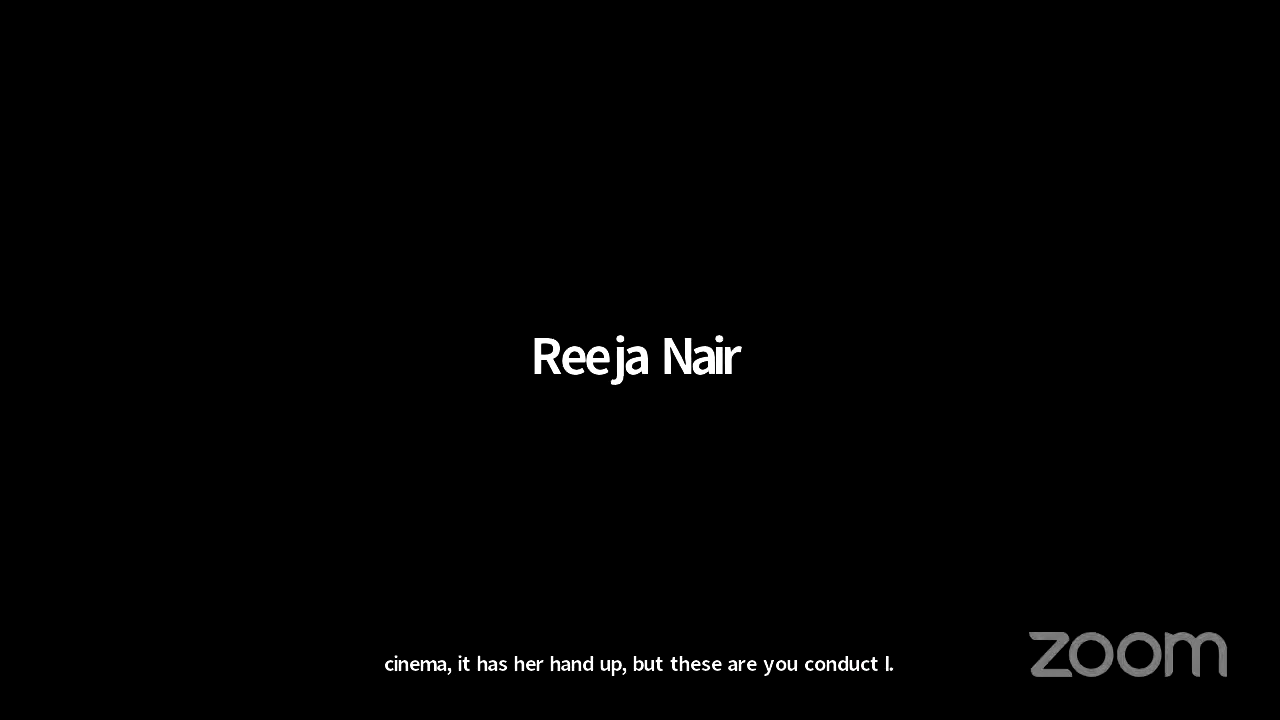 Reeja Nair
cinema, it has her hand up, but these are you conduct I.
zoom